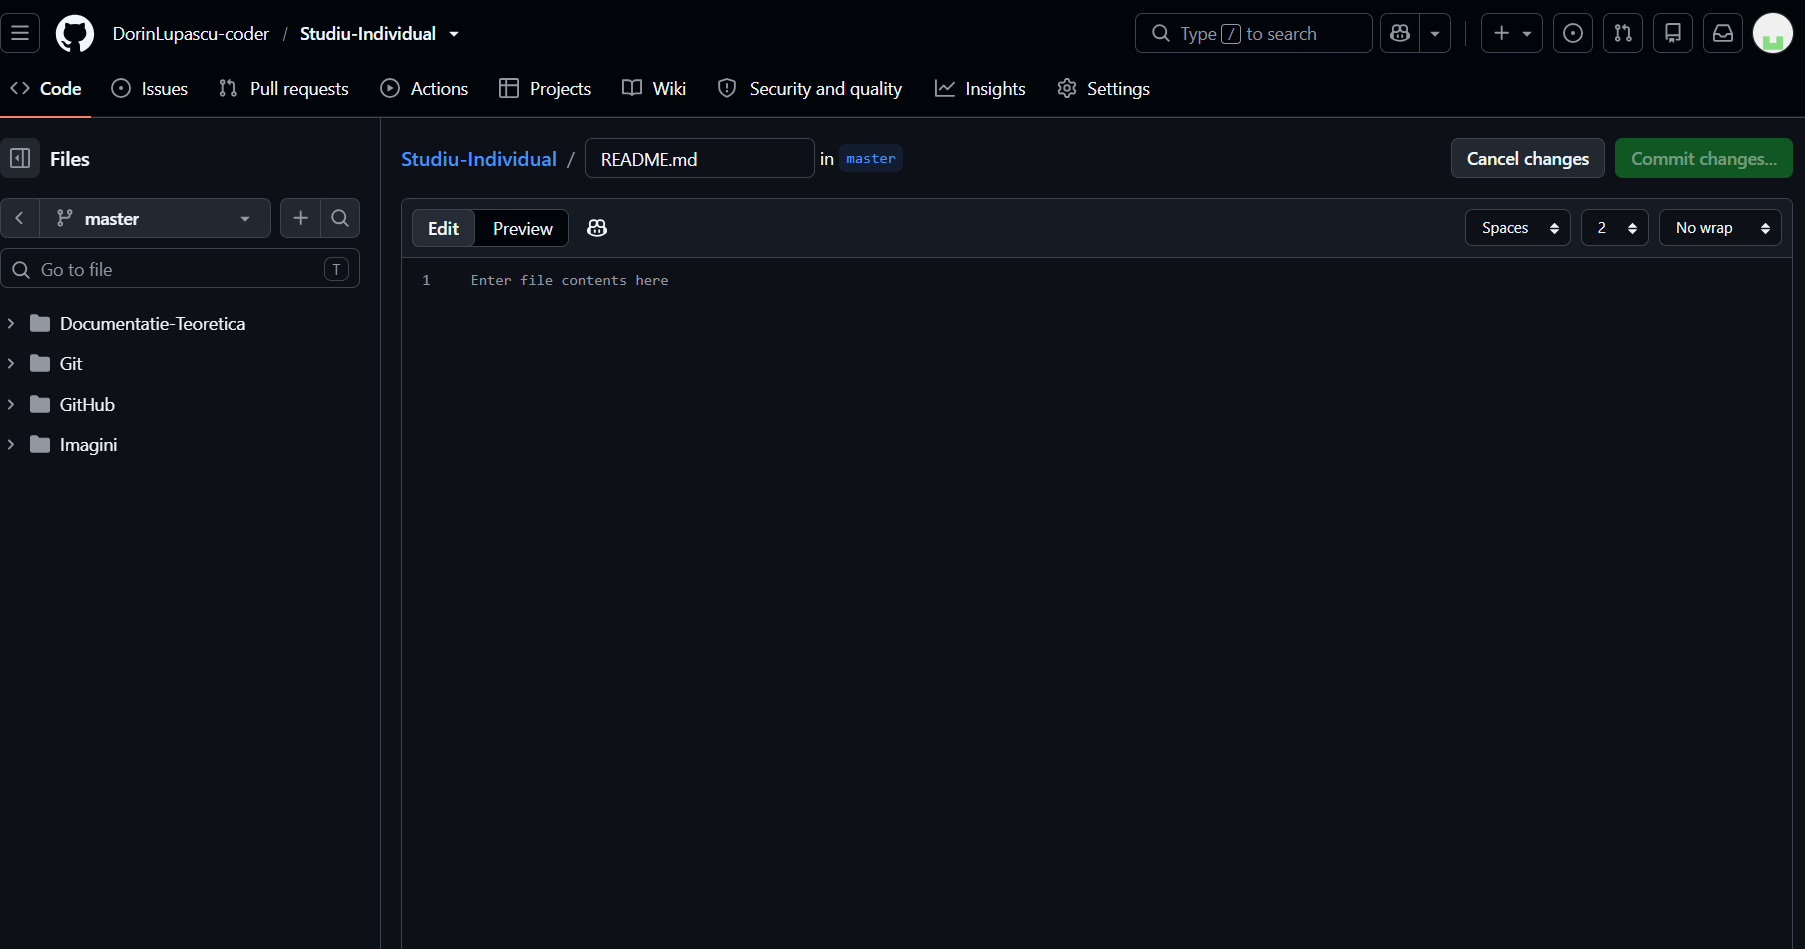 DorinLupascu-coder / Studiu-Individual
Type / to search
Code Issues Pull requests Actions Projects Wiki Security and quality Insights Settings
Files
master
Go to file T
Documentatie-Teoretica
Git
GitHub
Imagini
Studiu-Individual / README.md in master
Cancel changes Commit changes...
Edit Preview Spaces 2 No wrap
1 Enter file contents here